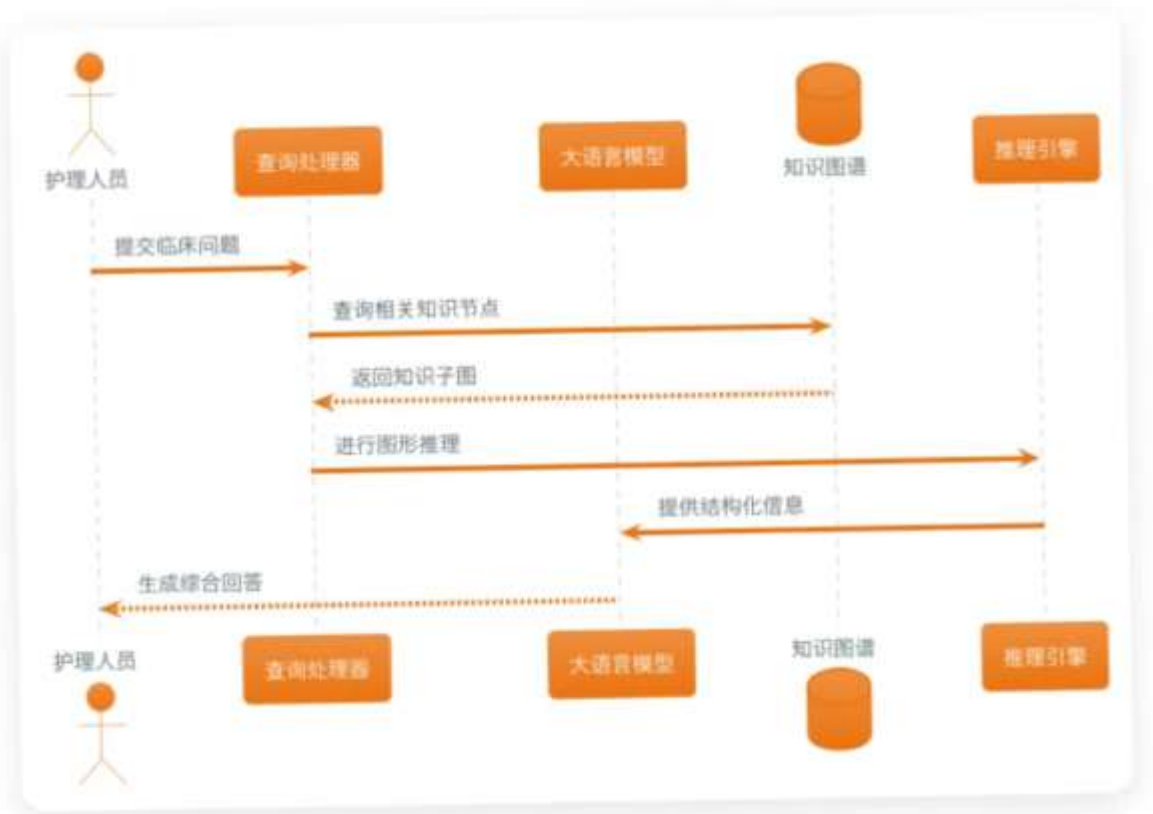 护理人员
查询处理器
大语言模型
知识图谱
推理引擎
提交临床问题
查询相关知识节点
返回知识子图
进行图形推理
提供结构化信息
生成综合回答
护理人员
查询处理器
大语言模型
知识图谱
推理引擎